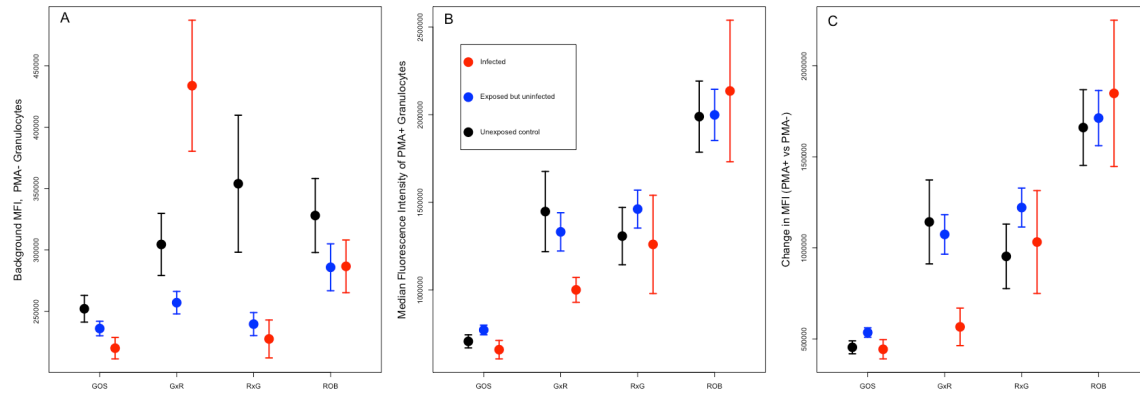 A
Background MFI, PMA- Granulocytes
450000
400000
350000
300000
250000
GOS GxR RxG ROB
B
Median Fluorescence Intensity of PMA+ Granulocytes
2500000
2000000
1500000
1000000
Infected
Exposed but uninfected
Unexposed control
GOS GxR RxG ROB
C
Change in MFI (PMA+ vs PMA-)
2000000
1500000
1000000
500000
GOS GxR RxG ROB